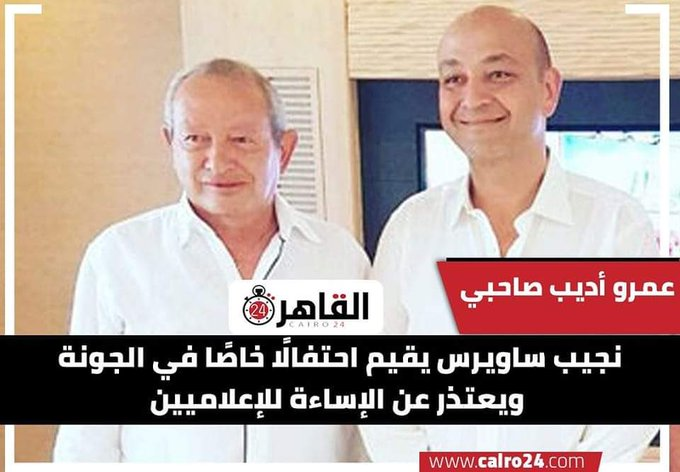 عمرو أديب صاحبي
القاهرة
24
CAIRO 24
نجيب ساويرس يقيم احتفالًا خاصًا في الجونة
ويعتذر عن الإساءة للإعلاميين
www.cairo24.com